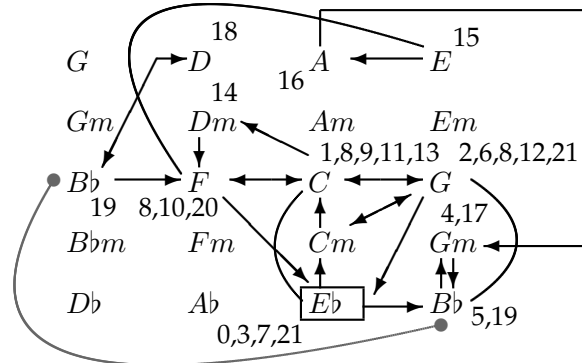 18 15
G D A E
16
14
Gm Dm Am Em
1,8,9,11,13 2,6,8,12,21
B♭ F C G
19 8,10,20 4,17
B♭m Fm Cm Gm
D♭ A♭ E♭ B♭
0,3,7,21 5,19